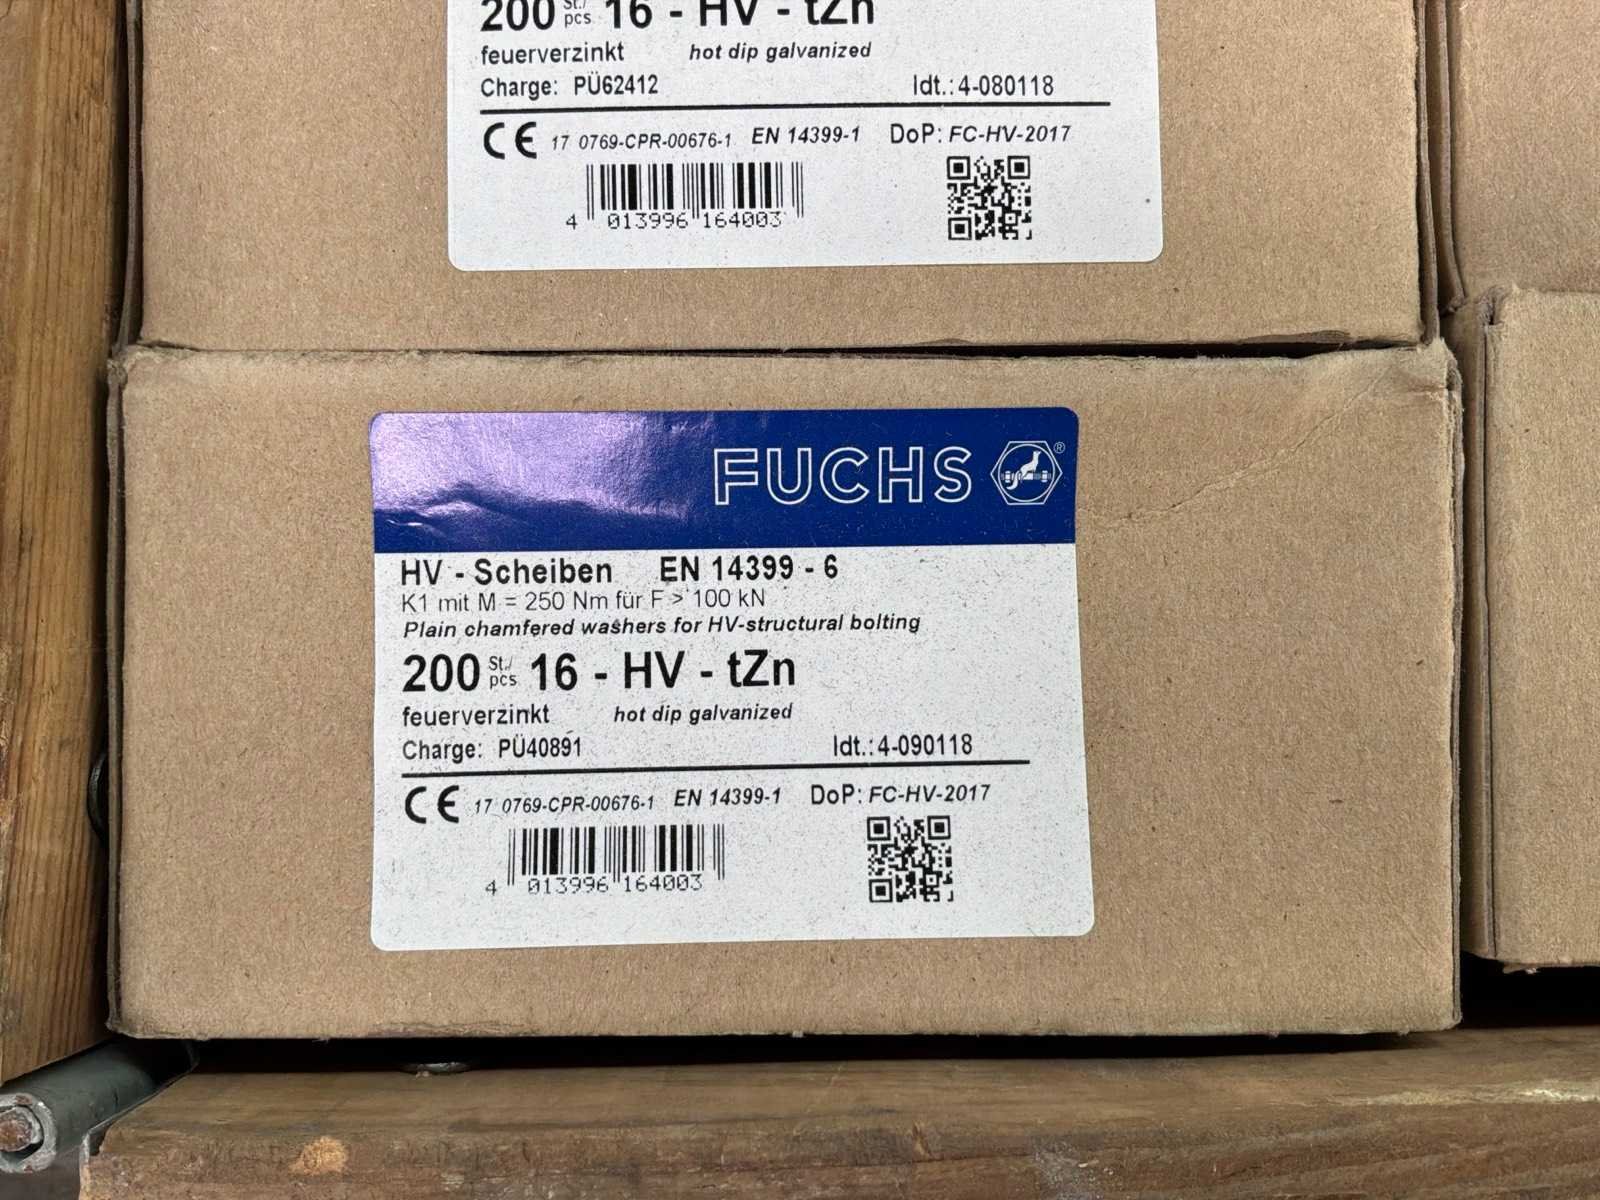 200 St./ pcs 16 - HV - tZn
feuerverzinkt hot dip galvanized
Charge: PÜ62412 Idt.: 4-080118
CE 17 0769-CPR-00676-1 EN 14399-1 DoP: FC-HV-2017
4 013996 164003
FUCHS ®
HV - Scheiben EN 14399 - 6
K1 mit M = 250 Nm für F > 100 kN
Plain chamfered washers for HV-structural bolting
200 St./ pcs 16 - HV - tZn
feuerverzinkt hot dip galvanized
Charge: PÜ40891 Idt.: 4-090118
CE 17 0769-CPR-00676-1 EN 14399-1 DoP: FC-HV-2017
4 013996 164003